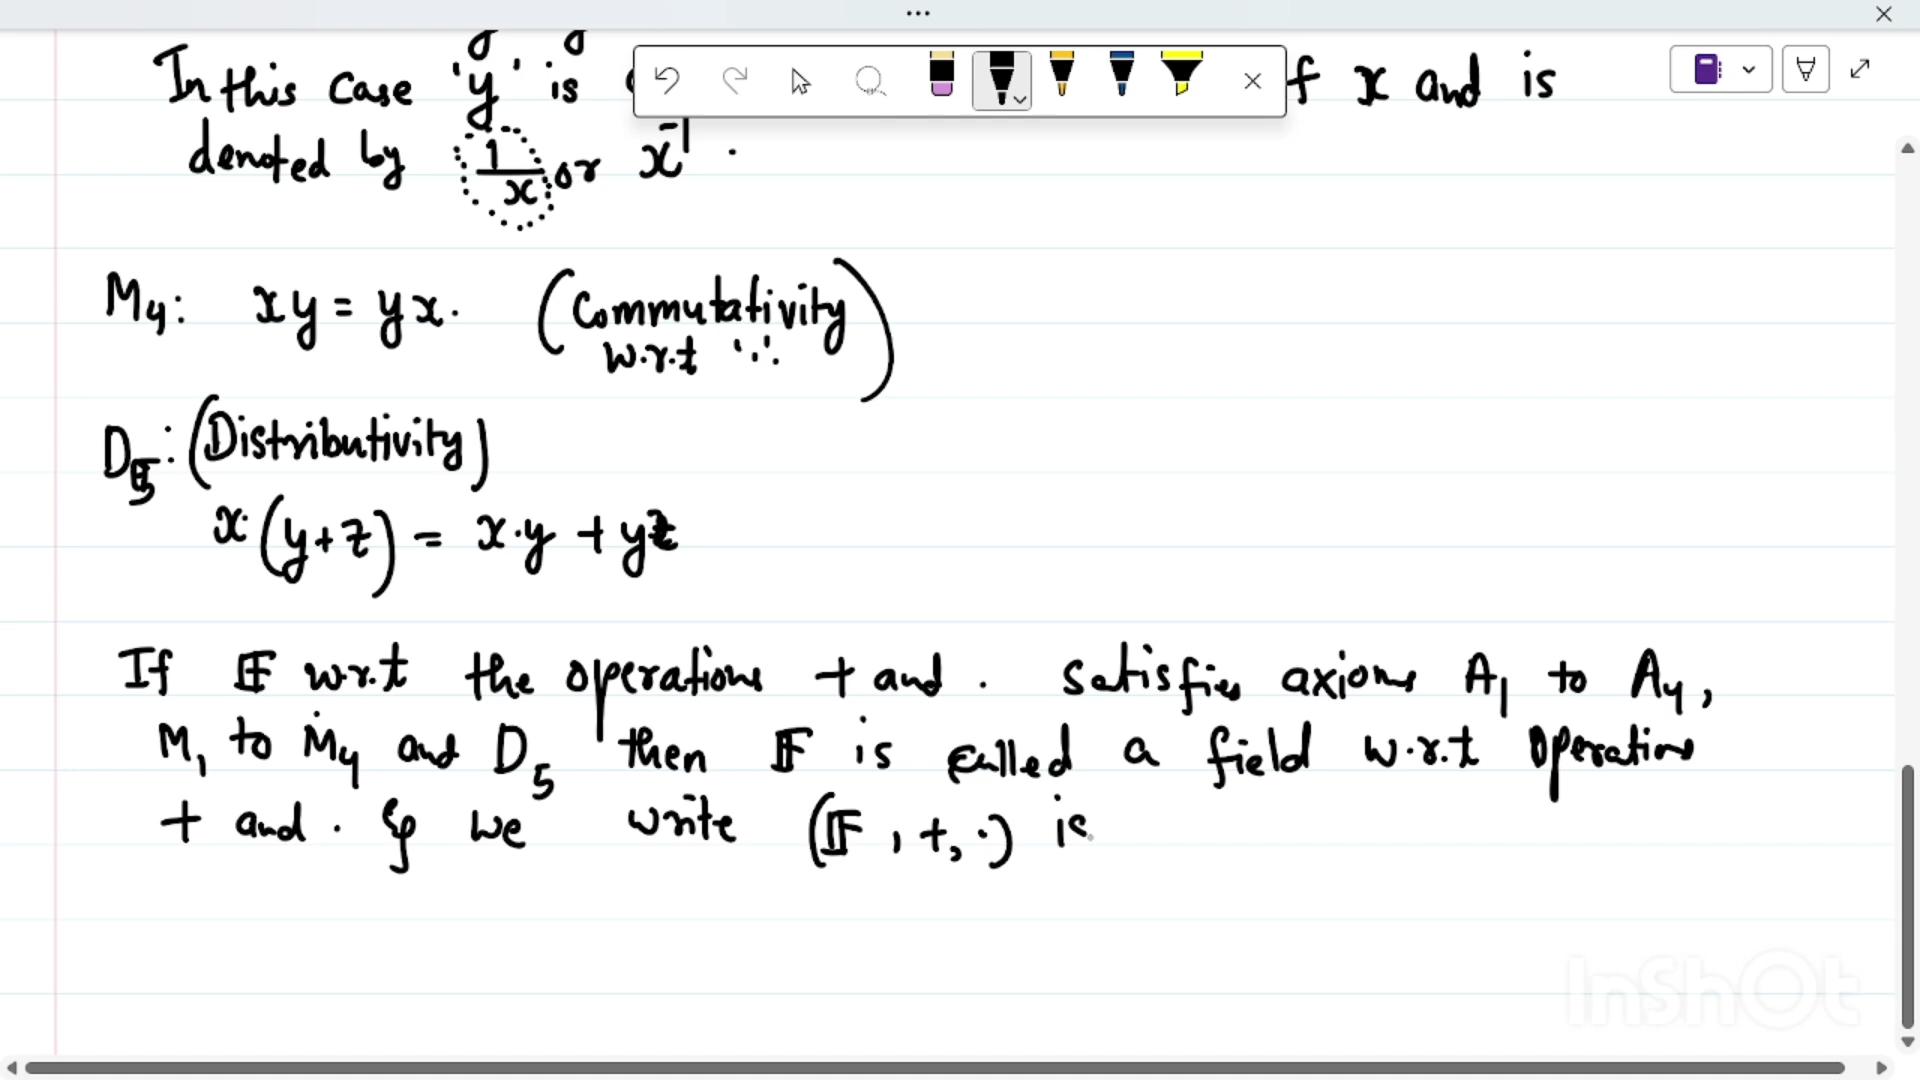 In this case 'y' is f x and is
denoted by 1/x or x⁻¹.
M₄: xy = yx. (Commutativity
w.r.t '.'.
D₅: (Distributivity)
x.(y+z) = x.y + yz
If 𝔽 w.r.t the operations + and . satisfies axioms A₁ to A₄,
M₁ to M₄ and D₅ then 𝔽 is called a field w.r.t operations
+ and . & we write (𝔽, +, ·) is
InShOt